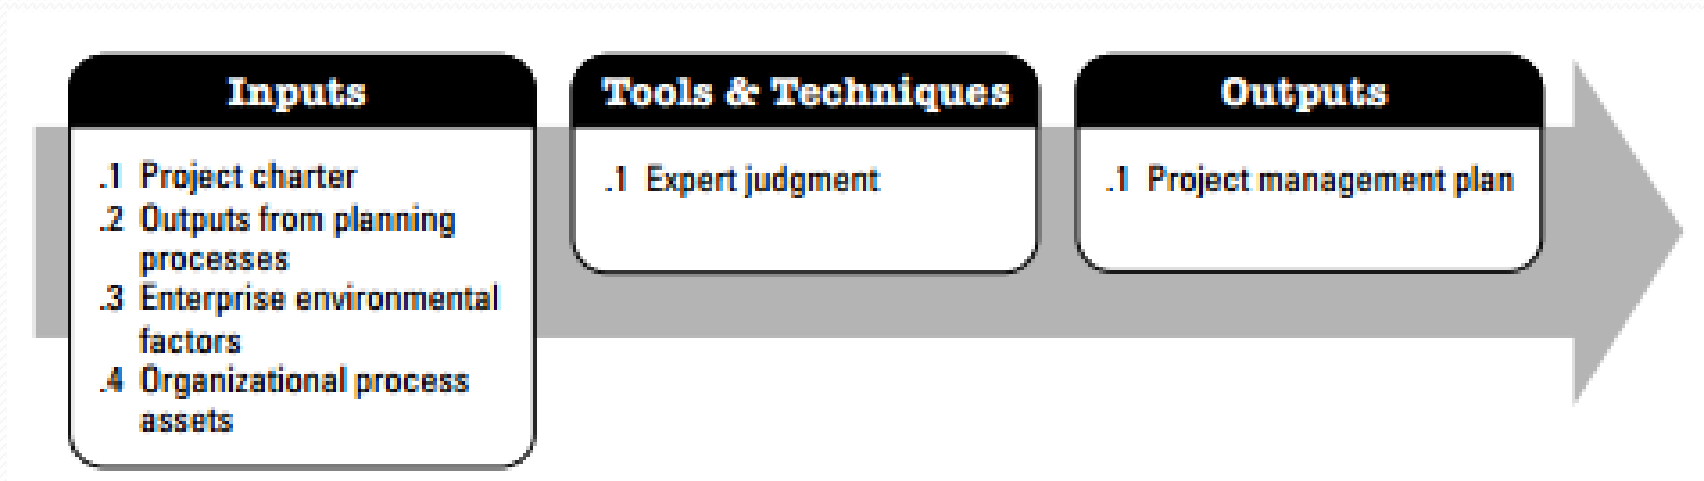 Inputs
.1 Project charter
.2 Outputs from planning
processes
.3 Enterprise environmental
factors
.4 Organizational process
assets
Tools & Techniques
.1 Expert judgment
Outputs
.1 Project management plan